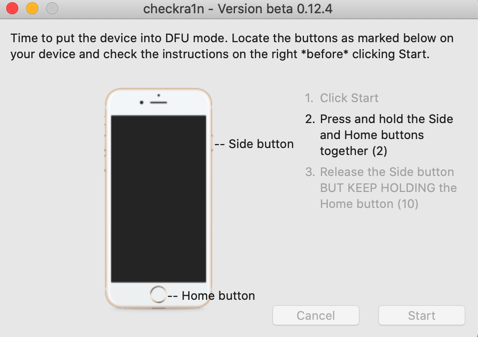 checkra1n - Version beta 0.12.4
Time to put the device into DFU mode. Locate the buttons as marked below on
your device and check the instructions on the right *before* clicking Start.
1. Click Start
-- Side button
2. Press and hold the Side
and Home buttons
together (2)
3. Release the Side button
BUT KEEP HOLDING the
Home button (10)
-- Home button
Cancel
Start